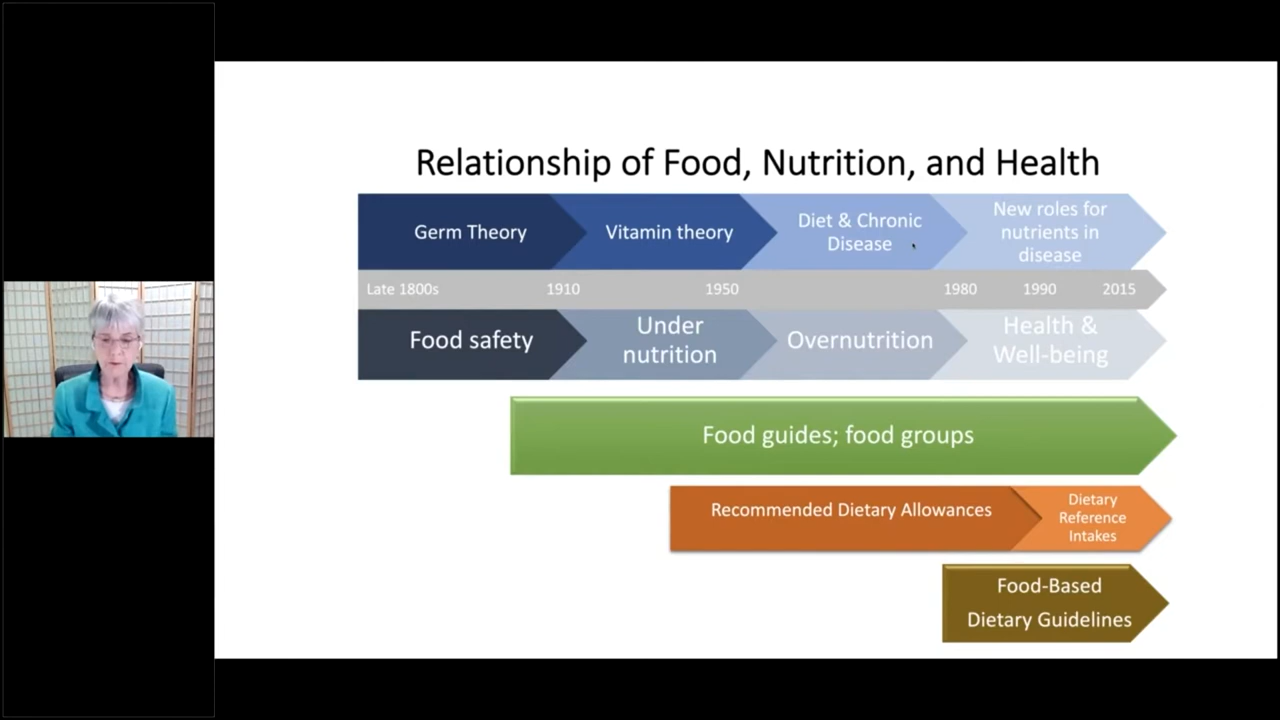 Relationship of Food, Nutrition, and Health
Germ Theory
Vitamin theory
Diet & Chronic
Disease
New roles for
nutrients in
disease
Late 1800s 1910 1950 1980 1990 2015
Food safety
Under
nutrition
Overnutrition
Health &
Well-being
Food guides; food groups
Recommended Dietary Allowances
Dietary
Reference
Intakes
Food-Based
Dietary Guidelines